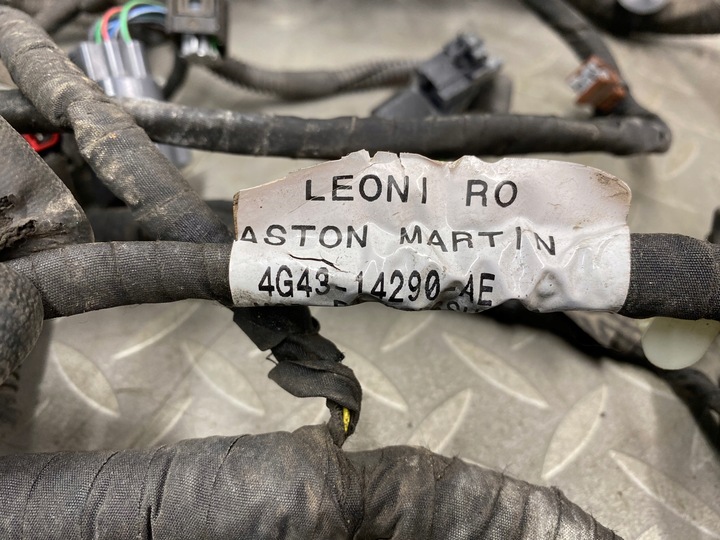 LEONI RO
ASTON MARTIN
4G43-14290-AE